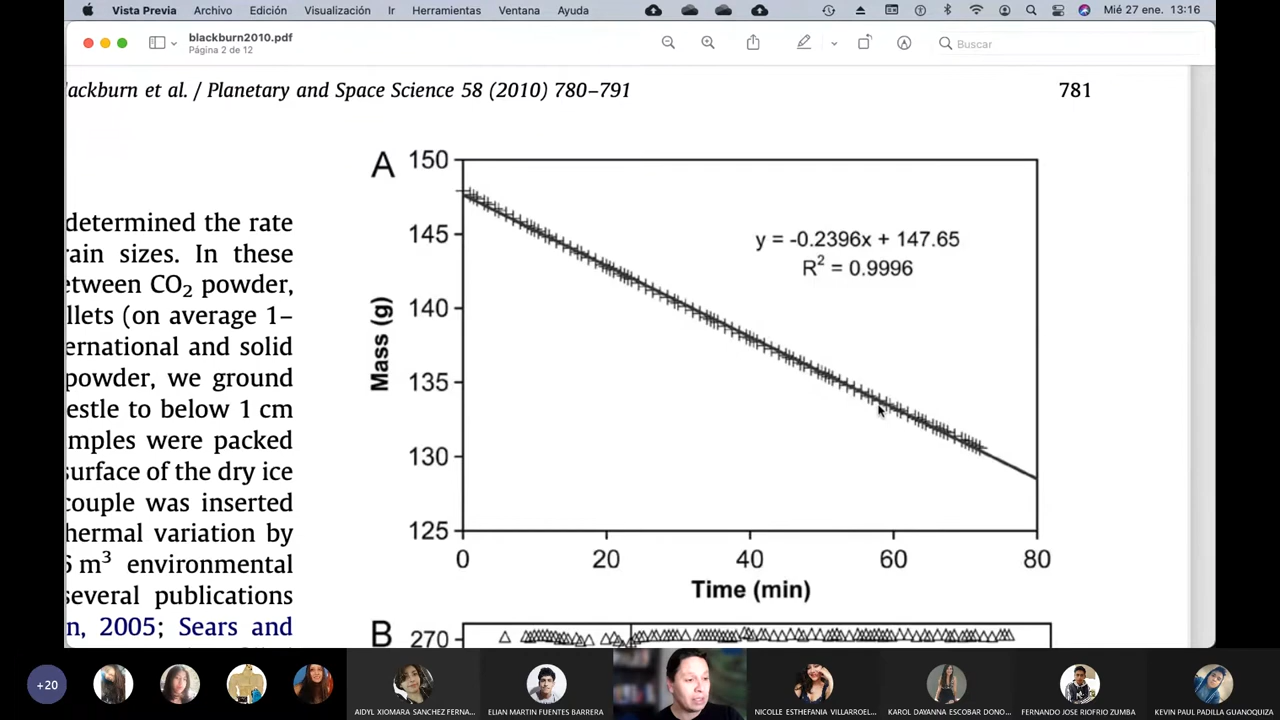 Vista Previa Archivo Edición Visualización Ir Herramientas Ventana Ayuda Mié 27 ene. 13:16
blackburn2010.pdf
Página 2 de 12
Buscar
lackburn et al. / Planetary and Space Science 58 (2010) 780–791 781
determined the rate
rain sizes. In these
etween CO2 powder,
llets (on average 1–
ernational and solid
powder, we ground
estle to below 1 cm
mples were packed
surface of the dry ice
couple was inserted
hermal variation by
m³ environmental
several publications
n, 2005; Sears and
A
150
145
140
135
130
125
Mass (g)
y = -0.2396x + 147.65
R² = 0.9996
0 20 40 60 80
Time (min)
B
270
+20
AIDYL XIOMARA SANCHEZ FERNA...
ELIAN MARTIN FUENTES BARRERA
NICOLLE ESTHEFANIA VILLARROEL...
KAROL DAYANNA ESCOBAR DONO...
FERNANDO JOSE RIOFRIO ZUMBA
KEVIN PAUL PADILLA GUANOQUIZA